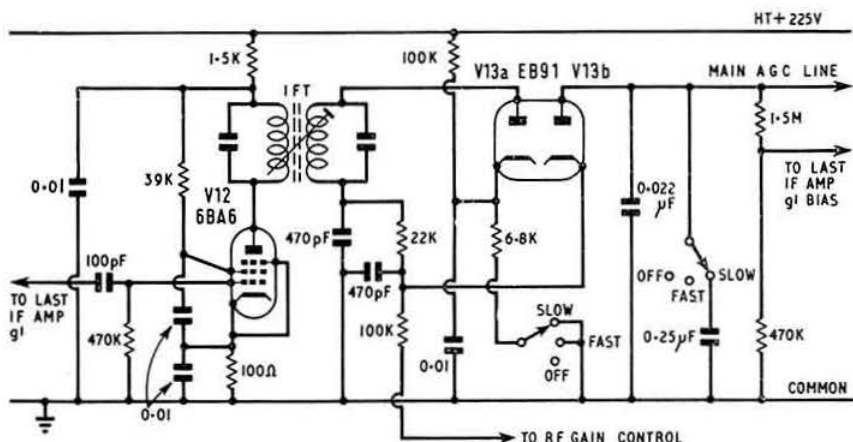 HT+225V
1·5K
100K
V13a EB91 V13b
MAIN AGC LINE
IFT
1·5M
0·01
39K
V12
6BA6
TO LAST
IF AMP
g¹ BIAS
0·022
µF
470pF
22K
6·8K
100pF
SLOW
OFF
FAST
TO LAST
IF AMP
g¹
470pF
SLOW
470K
100K
FAST
0·25µF
470K
100Ω
0·01
OFF
0·01
COMMON
TO RF GAIN CONTROL